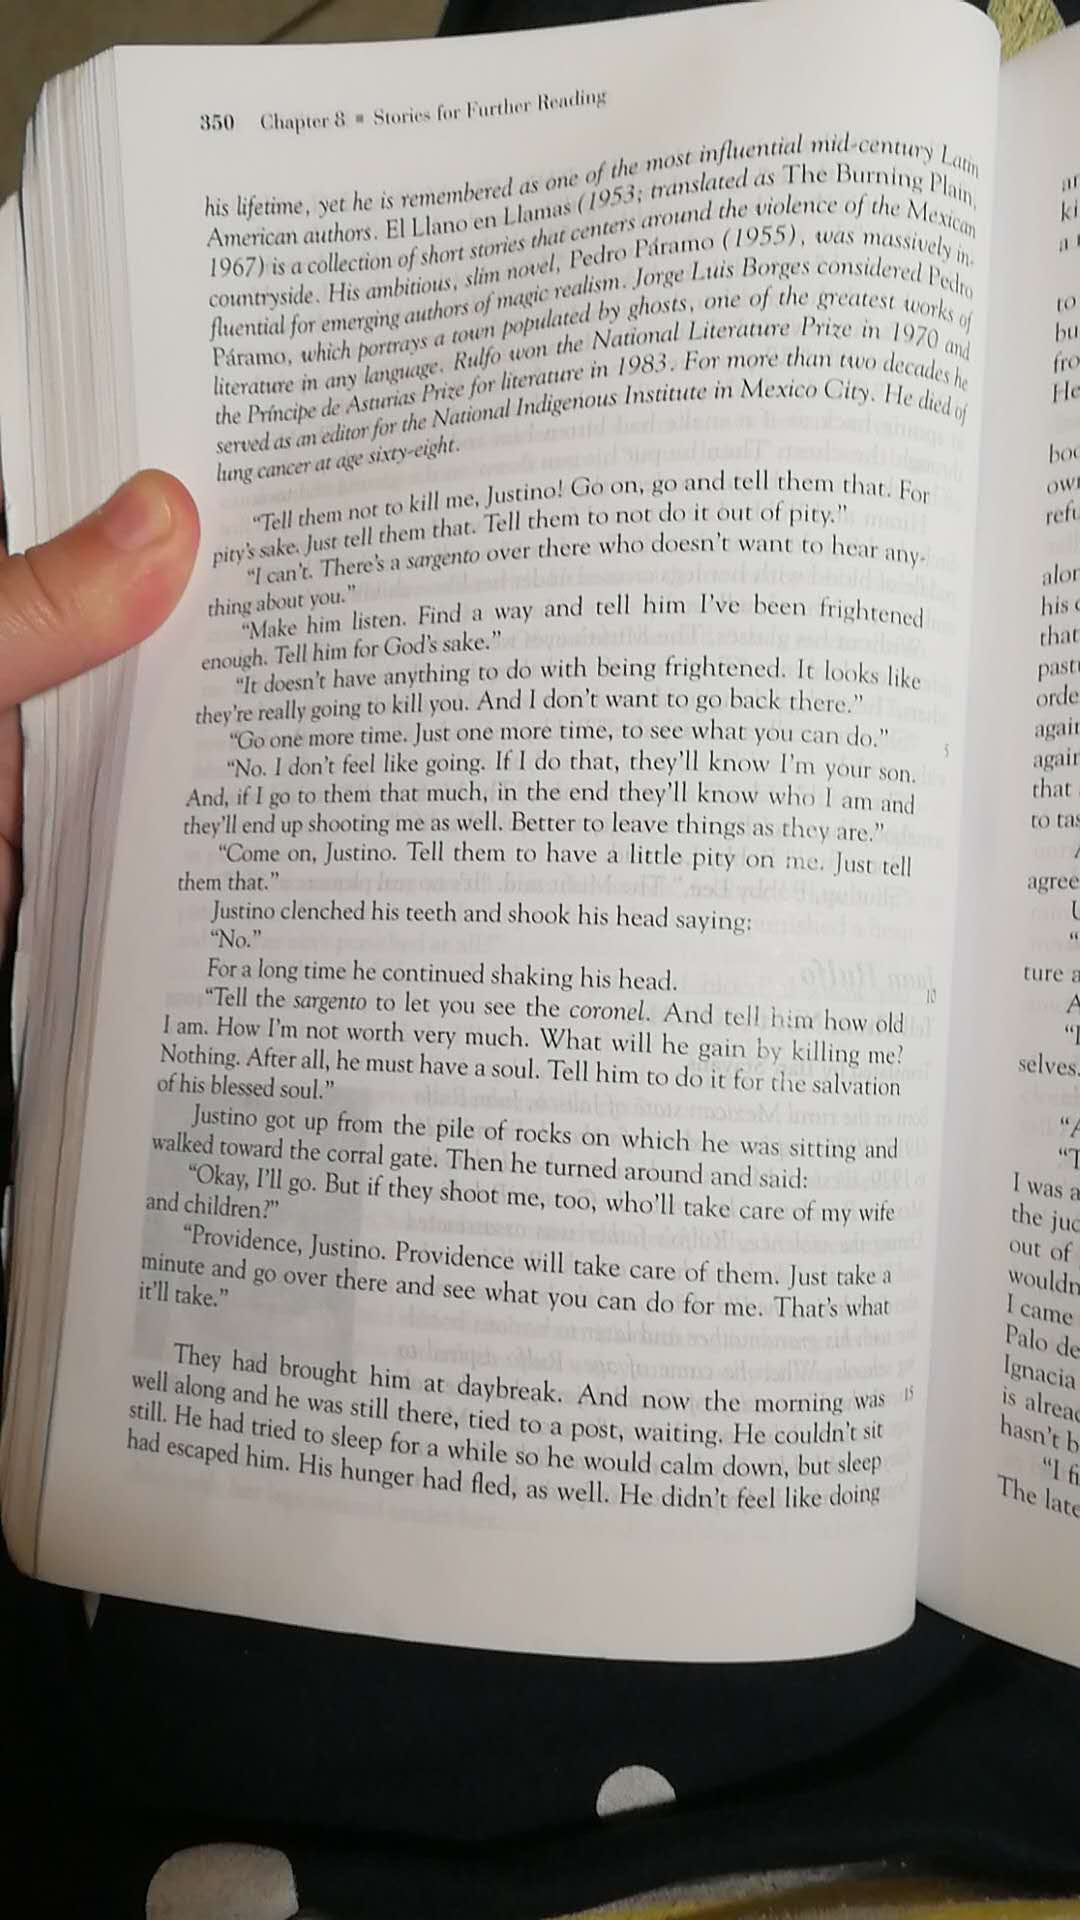 350 Chapter 8 ■ Stories for Further Reading
his lifetime, yet he is remembered as one of the most influential mid-century Latin
American authors. El Llano en Llamas (1953; translated as The Burning Plain,
1967) is a collection of short stories that centers around the violence of the Mexican
countryside. His ambitious, slim novel, Pedro Páramo (1955), was massively in-
fluential for emerging authors of magic realism. Jorge Luis Borges considered Pedro
Páramo, which portrays a town populated by ghosts, one of the greatest works of
literature in any language. Rulfo won the National Literature Prize in 1970 and
the Príncipe de Asturias Prize for literature in 1983. For more than two decades he
served as an editor for the National Indigenous Institute in Mexico City. He died of
lung cancer at age sixty-eight.
“Tell them not to kill me, Justino! Go on, go and tell them that. For
pity's sake. Just tell them that. Tell them to not do it out of pity.”
“I can't. There's a sargento over there who doesn't want to hear any-
thing about you.”
“Make him listen. Find a way and tell him I've been frightened
enough. Tell him for God's sake.”
“It doesn't have anything to do with being frightened. It looks like
they're really going to kill you. And I don't want to go back there.”
“Go one more time. Just one more time, to see what you can do.” 5
“No. I don't feel like going. If I do that, they'll know I'm your son.
And, if I go to them that much, in the end they'll know who I am and
they'll end up shooting me as well. Better to leave things as they are.”
“Come on, Justino. Tell them to have a little pity on me. Just tell
them that.”
Justino clenched his teeth and shook his head saying:
“No.”
For a long time he continued shaking his head.
“Tell the sargento to let you see the coronel. And tell him how old 10
I am. How I'm not worth very much. What will he gain by killing me?
Nothing. After all, he must have a soul. Tell him to do it for the salvation
of his blessed soul.”
Justino got up from the pile of rocks on which he was sitting and
walked toward the corral gate. Then he turned around and said:
“Okay, I'll go. But if they shoot me, too, who'll take care of my wife
and children?”
“Providence, Justino. Providence will take care of them. Just take a
minute and go over there and see what you can do for me. That's what
it'll take.”
They had brought him at daybreak. And now the morning was 15
well along and he was still there, tied to a post, waiting. He couldn't sit
still. He had tried to sleep for a while so he would calm down, but sleep
had escaped him. His hunger had fled, as well. He didn't feel like doing
to
own
his
that
again
that
agree
ture a
selves.
I was a
out of
I came
Palo de
Ignacia
hasn't b
“I fi
The late